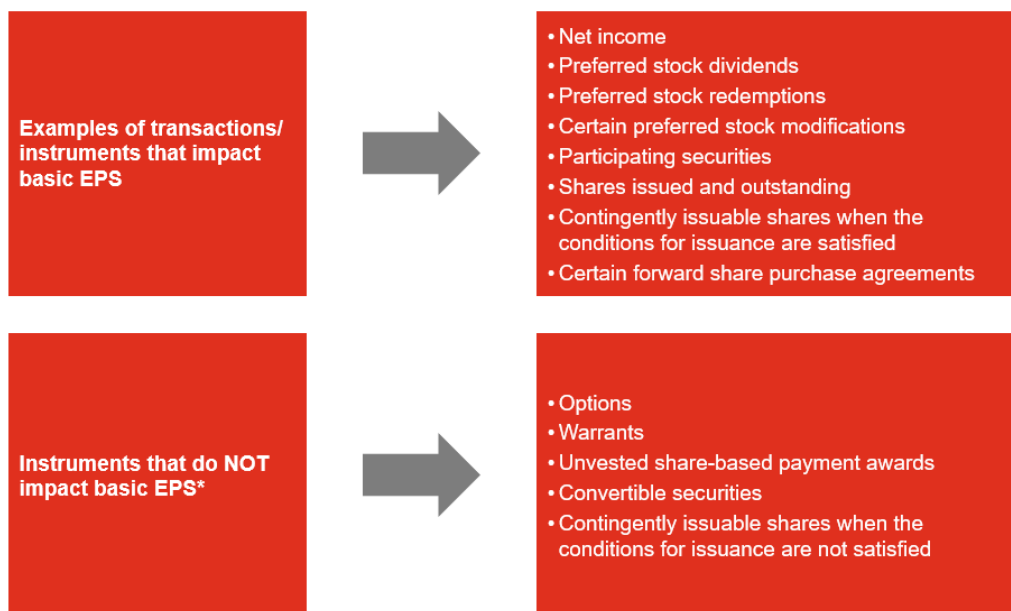 Examples of transactions/
instruments that impact
basic EPS
• Net income
• Preferred stock dividends
• Preferred stock redemptions
• Certain preferred stock modifications
• Participating securities
• Shares issued and outstanding
• Contingently issuable shares when the
conditions for issuance are satisfied
• Certain forward share purchase agreements
Instruments that do NOT
impact basic EPS*
• Options
• Warrants
• Unvested share-based payment awards
• Convertible securities
• Contingently issuable shares when the
conditions for issuance are not satisfied